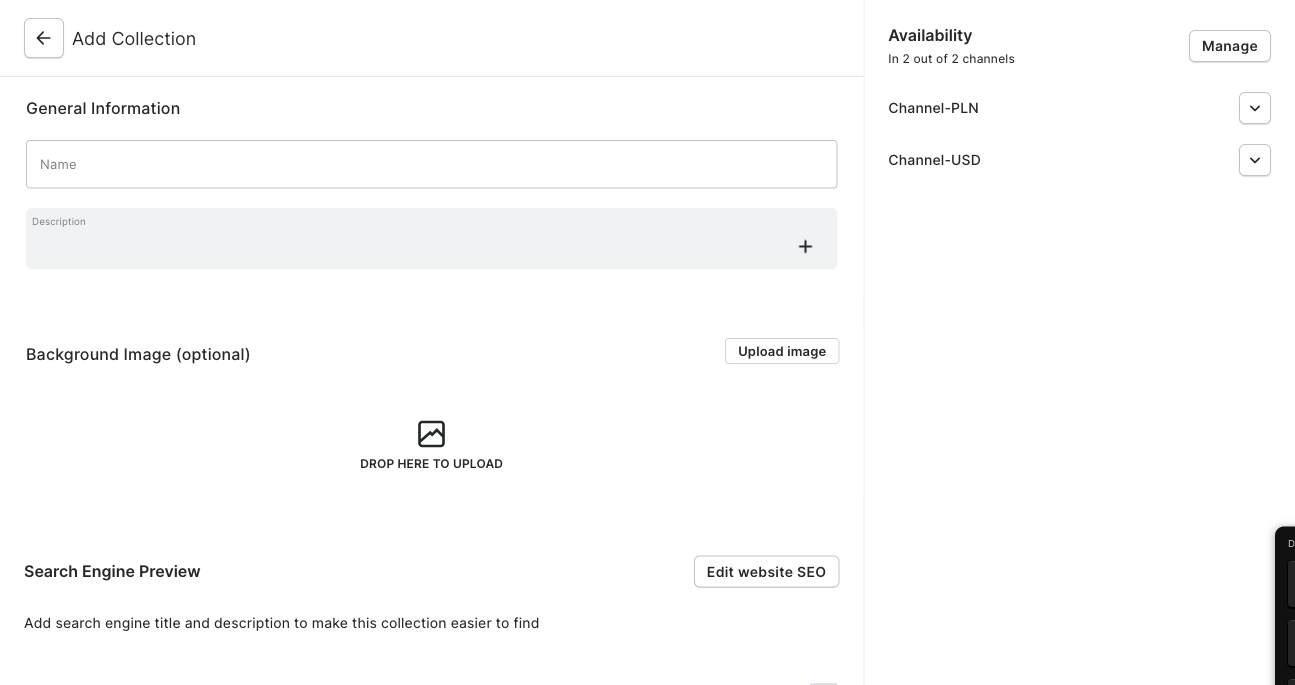 Add Collection
General Information
Name
Description
Background Image (optional)
Upload image
DROP HERE TO UPLOAD
Search Engine Preview
Edit website SEO
Add search engine title and description to make this collection easier to find
Availability
In 2 out of 2 channels
Manage
Channel-PLN
Channel-USD